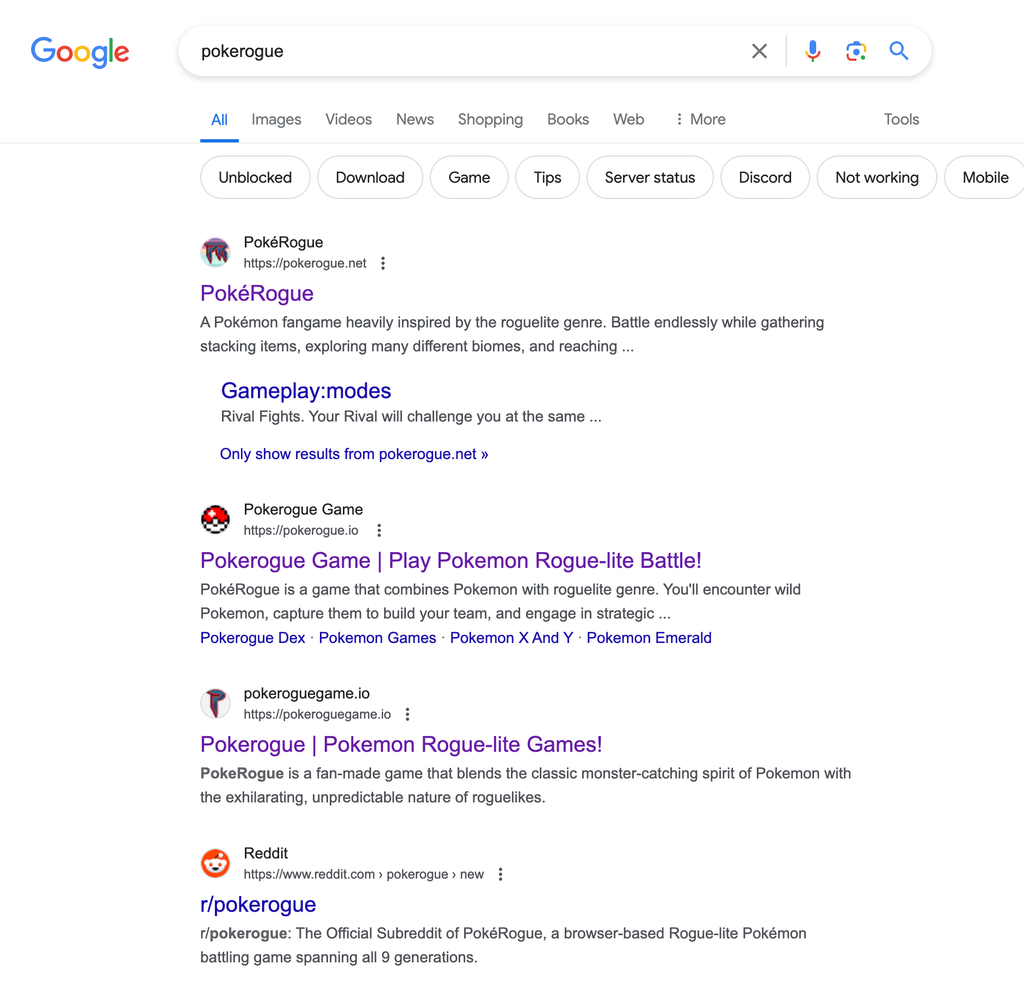 Google
pokerogue
All Images Videos News Shopping Books Web More Tools
Unblocked Download Game Tips Server status Discord Not working Mobile
PokéRogue
https://pokerogue.net
PokéRogue
A Pokémon fangame heavily inspired by the roguelite genre. Battle endlessly while gathering
stacking items, exploring many different biomes, and reaching ...
Gameplay:modes
Rival Fights. Your Rival will challenge you at the same ...
Only show results from pokerogue.net »
Pokerogue Game
https://pokerogue.io
Pokerogue Game | Play Pokemon Rogue-lite Battle!
PokéRogue is a game that combines Pokemon with roguelite genre. You'll encounter wild
Pokemon, capture them to build your team, and engage in strategic ...
Pokerogue Dex · Pokemon Games · Pokemon X And Y · Pokemon Emerald
pokeroguegame.io
https://pokeroguegame.io
Pokerogue | Pokemon Rogue-lite Games!
PokeRogue is a fan-made game that blends the classic monster-catching spirit of Pokemon with
the exhilarating, unpredictable nature of roguelikes.
Reddit
https://www.reddit.com › pokerogue › new
r/pokerogue
r/pokerogue: The Official Subreddit of PokéRogue, a browser-based Rogue-lite Pokémon
battling game spanning all 9 generations.